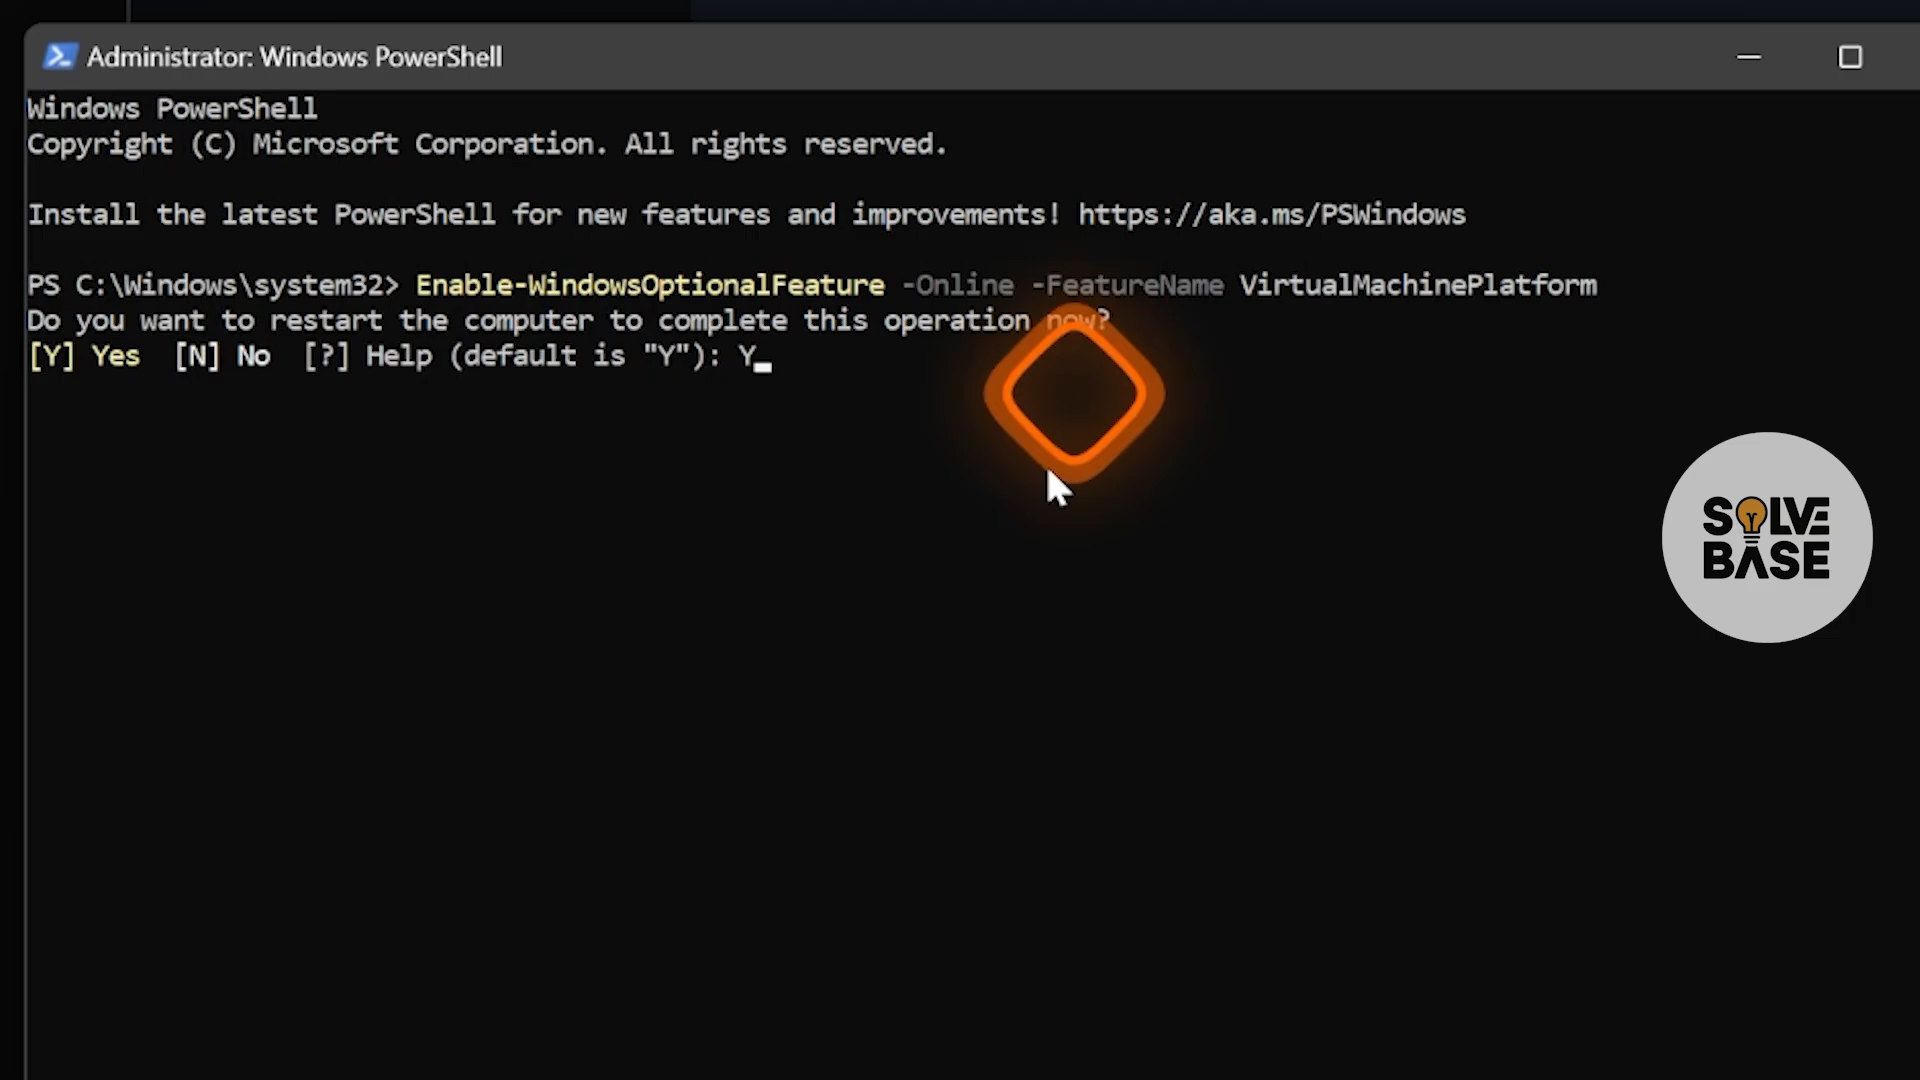 Administrator: Windows PowerShell
Windows PowerShell
Copyright (C) Microsoft Corporation. All rights reserved.
Install the latest PowerShell for new features and improvements! https://aka.ms/PSWindows
PS C:\Windows\system32> Enable-WindowsOptionalFeature -Online -FeatureName VirtualMachinePlatform
Do you want to restart the computer to complete this operation now?
[Y] Yes  [N] No  [?] Help (default is "Y"): Y
SOLVE
BASE